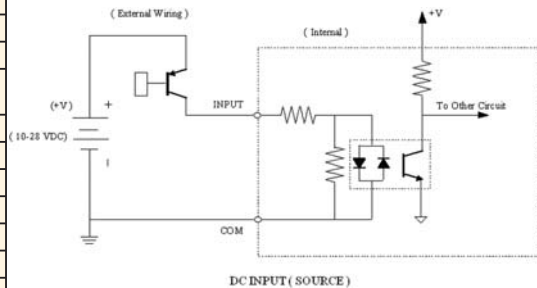 ( External Wiring )
+V
( Internal )
(+V)
+
INPUT
To Other Circuit
( 10-28 VDC)
COM
DC INPUT ( SOURCE )